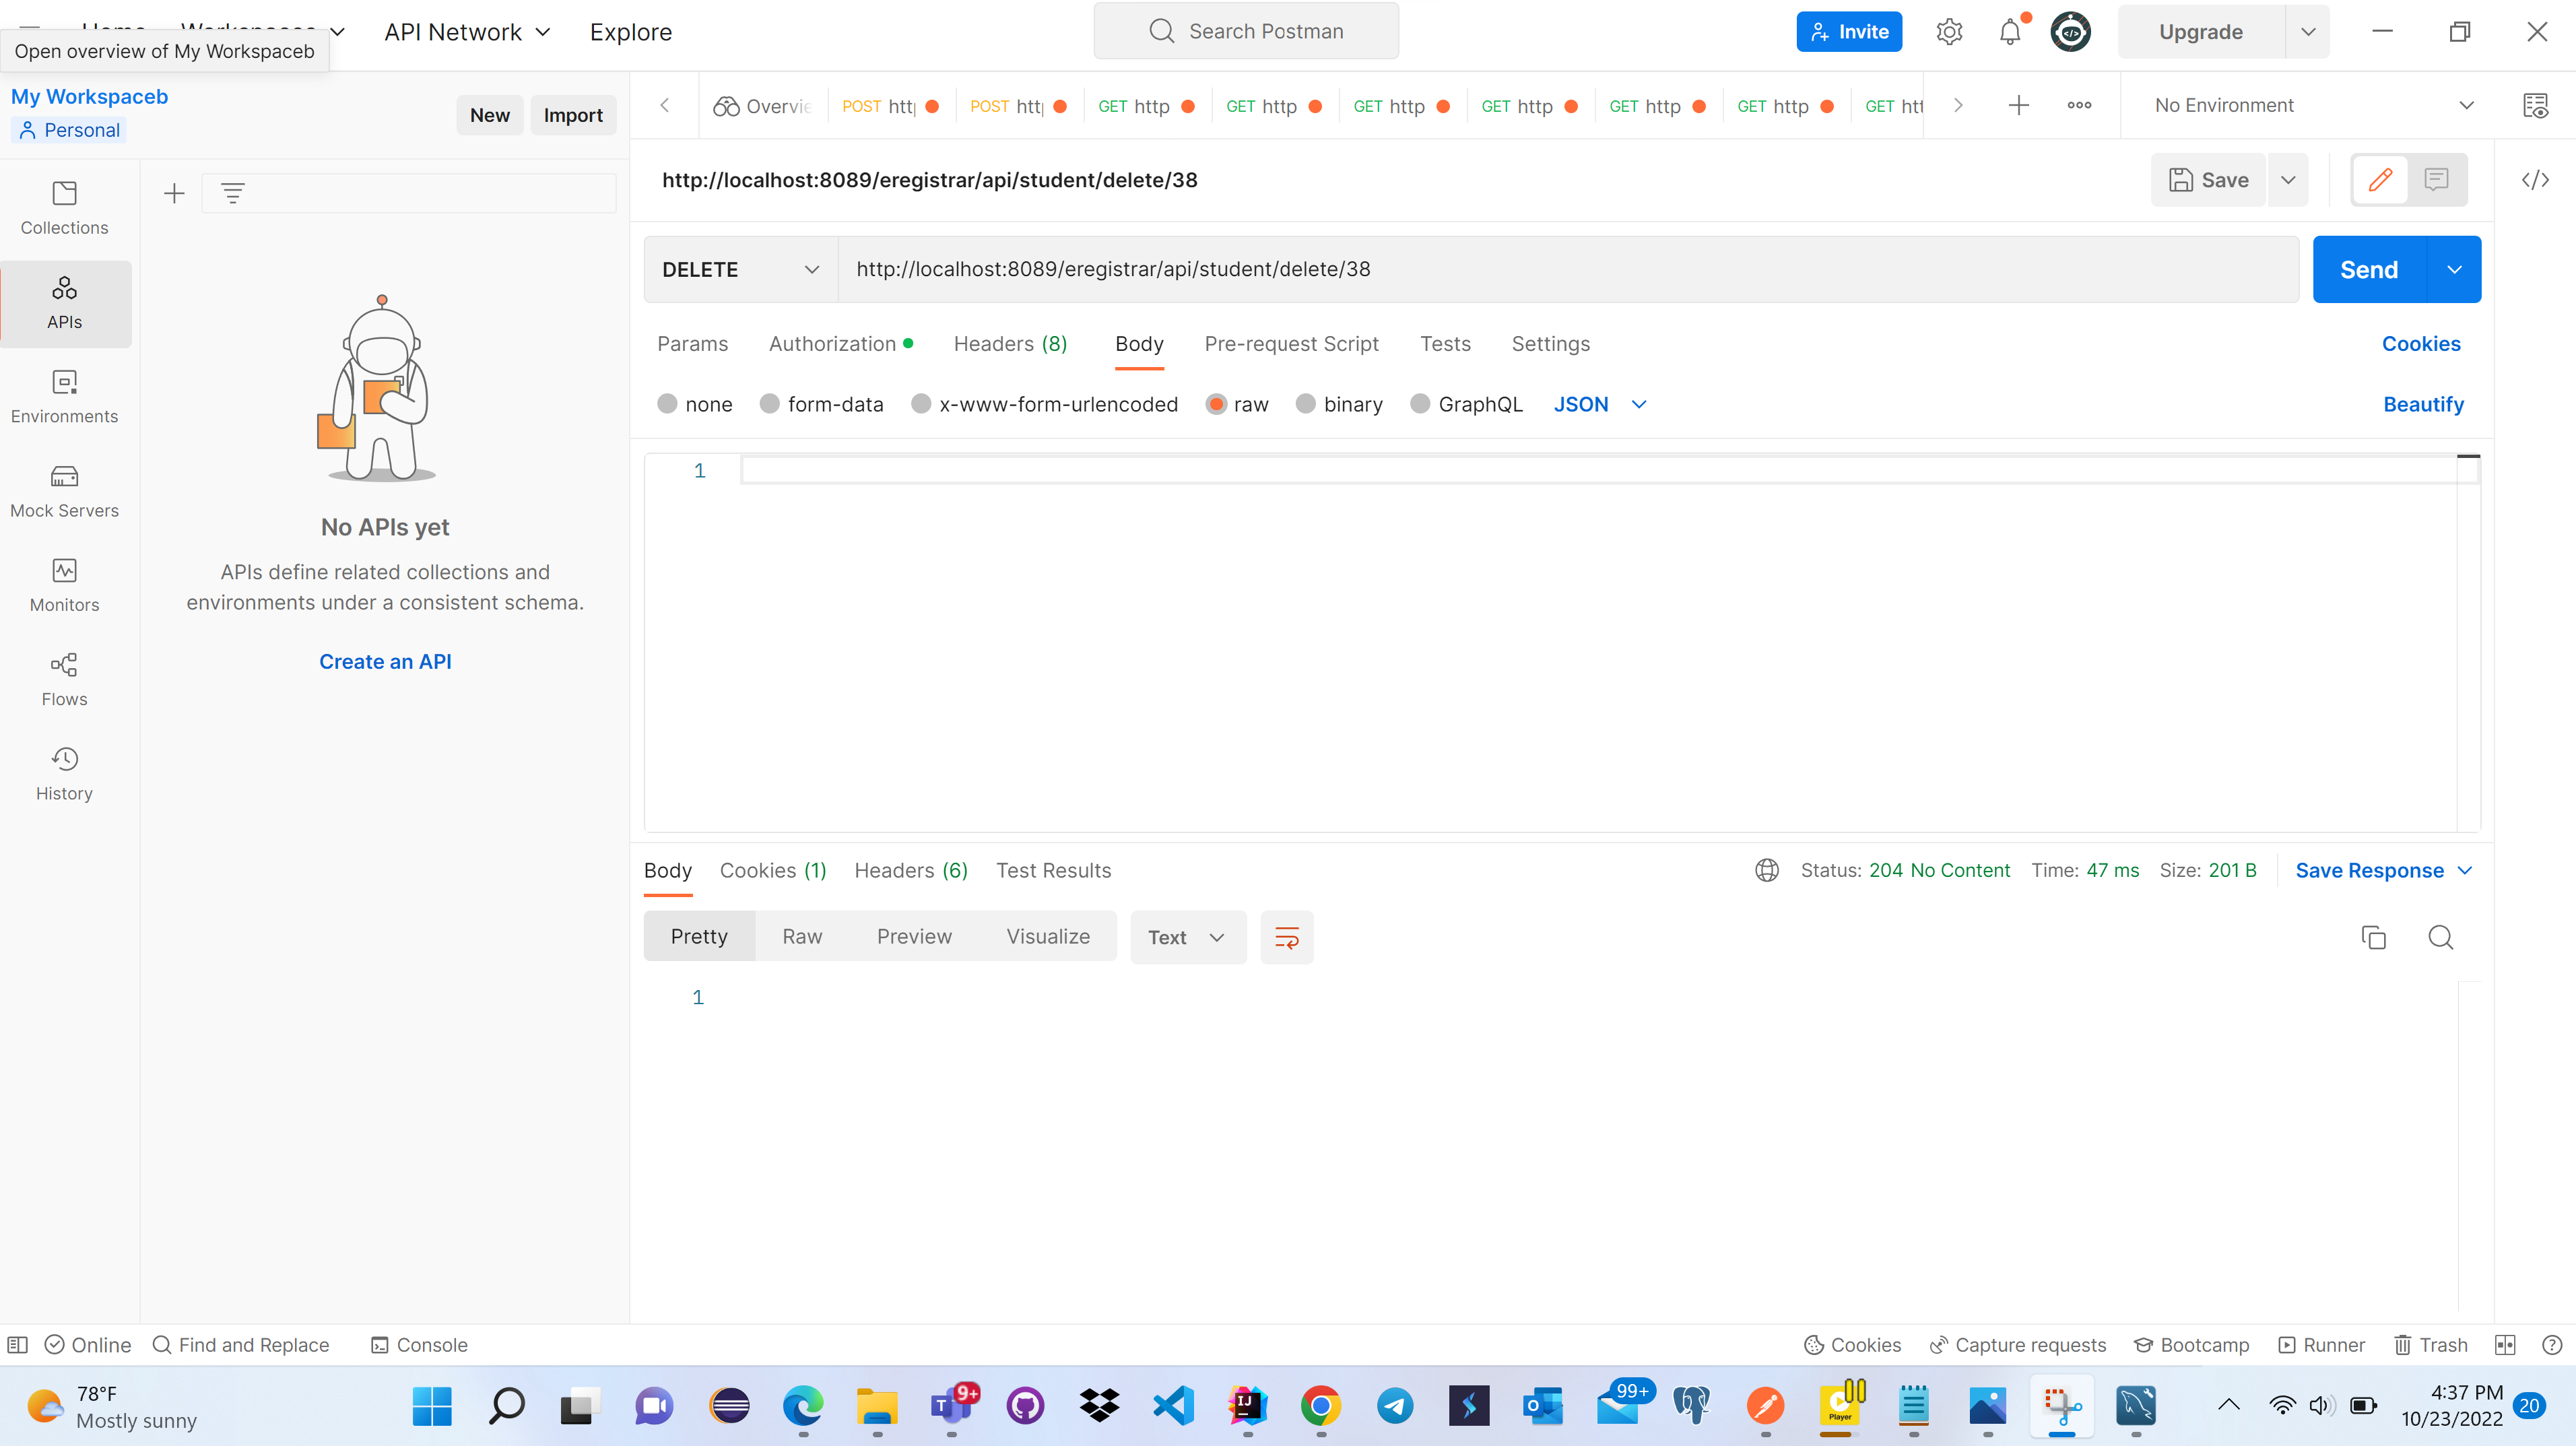 API Network
Explore
Search Postman
Invite
Upgrade
Open overview of My Workspaceb
My Workspaceb
Personal
New
Import
POST
POST
GET http
GET http
GET http
GET http
GET http
GET http
GET
No Environment
Collections
APIs
Environments
Mock Servers
Monitors
Flows
History
No APIs yet
APIs define related collections and
environments under a consistent schema.
Create an API
http://localhost:8089/eregistrar/api/student/delete/38
Save
DELETE
http://localhost:8089/eregistrar/api/student/delete/38
Send
Params
Authorization
Headers (8)
Body
Pre-request Script
Tests
Settings
Cookies
none
form-data
x-www-form-urlencoded
raw
binary
GraphQL
JSON
Beautify
1
Body
Cookies (1)
Headers (6)
Test Results
Status: 204 No Content
Time: 47 ms
Size: 201 B
Save Response
Pretty
Raw
Preview
Visualize
Text
1
Online
Find and Replace
Console
Cookies
Capture requests
Bootcamp
Runner
Trash
78°F
Mostly sunny
9+
99+
Player
4:37 PM
10/23/2022
20